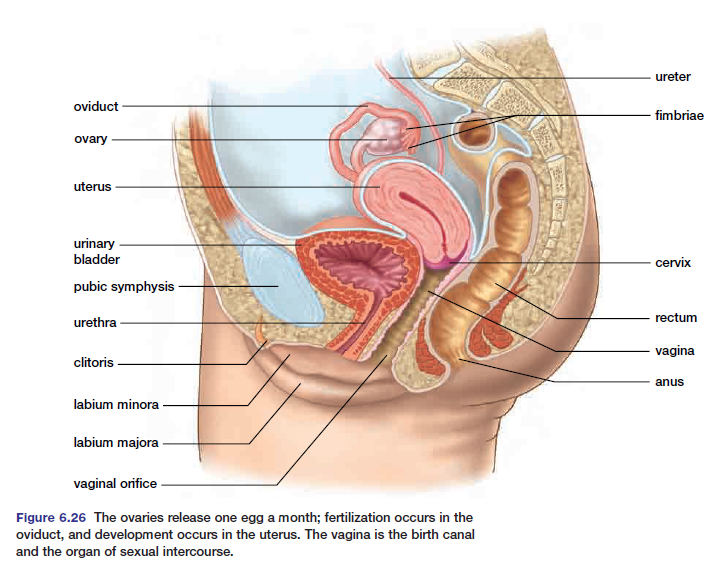 oviduct
ovary
uterus
urinary
bladder
pubic symphysis
urethra
clitoris
labium minora
labium majora
vaginal orifice
ureter
fimbriae
cervix
rectum
vagina
anus
Figure 6.26 The ovaries release one egg a month; fertilization occurs in the
oviduct, and development occurs in the uterus. The vagina is the birth canal
and the organ of sexual intercourse.